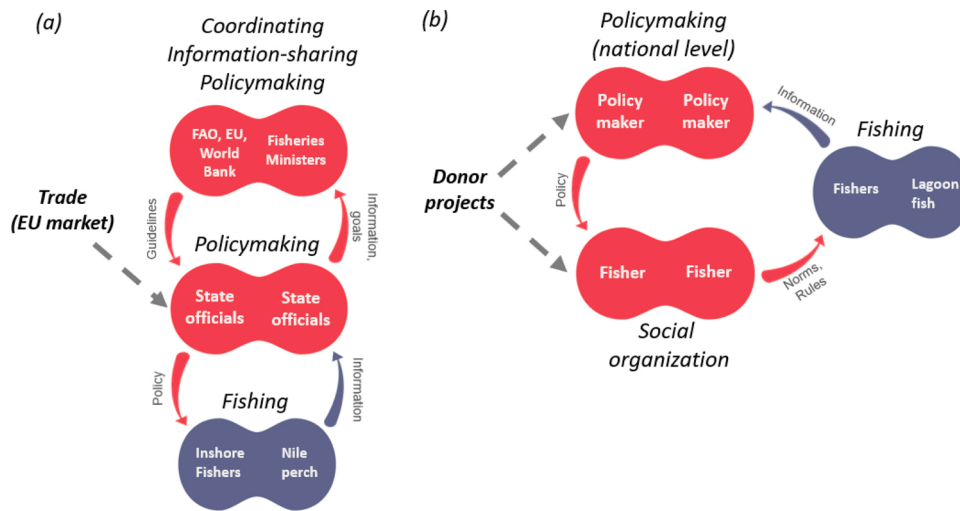 (a)
Coordinating
Information-sharing
Policymaking
FAO, EU,
World
Bank
Fisheries
Ministers
Trade
(EU market)
Guidelines
Information,
goals
Policymaking
State
officials
State
officials
Policy
Information
Fishing
Inshore
Fishers
Nile
perch
(b)
Policymaking
(national level)
Policy
maker
Policy
maker
Information
Fishing
Donor
projects
Policy
Fishers
Lagoon
fish
Fisher
Fisher
Norms,
Rules
Social
organization